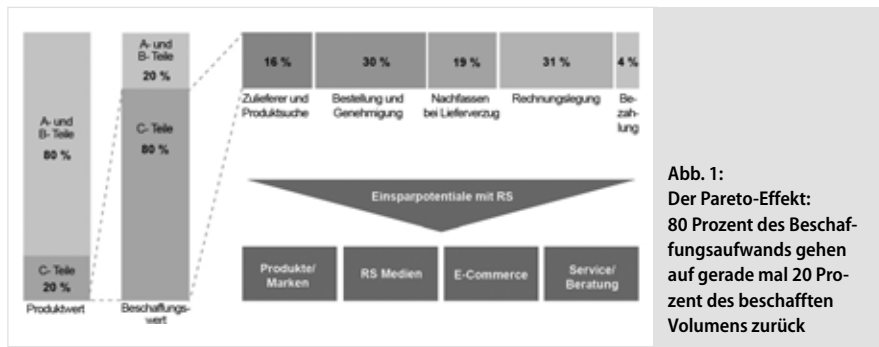 A- und
B- Teile
80 %
C- Teile
20 %
Produktwert
A- und
B- Teile
20 %
C- Teile
80 %
Beschaffungs-
wert
16 %
30 %
19 %
31 %
4 %
Zulieferer und
Produktsuche
Bestellung und
Genehmigung
Nachfassen
bei Lieferverzug
Rechnungslegung
Be-
zah-
lung
Einsparpotentiale mit RS
Produkte/
Marken
RS Medien
E-Commerce
Service/
Beratung
Abb. 1:
Der Pareto-Effekt:
80 Prozent des Beschaf-
fungsaufwands gehen
auf gerade mal 20 Pro-
zent des beschafften
Volumens zurück